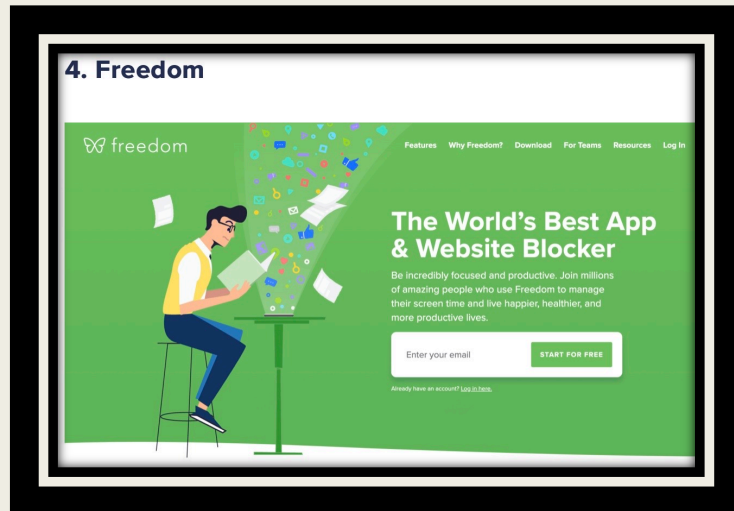 4. Freedom
freedom
Features Why Freedom? Download For Teams Resources Log In
The World's Best App
& Website Blocker
Be incredibly focused and productive. Join millions
of amazing people who use Freedom to manage
their screen time and live happier, healthier, and
more productive lives.
Enter your email START FOR FREE
Already have an account? Log in here.